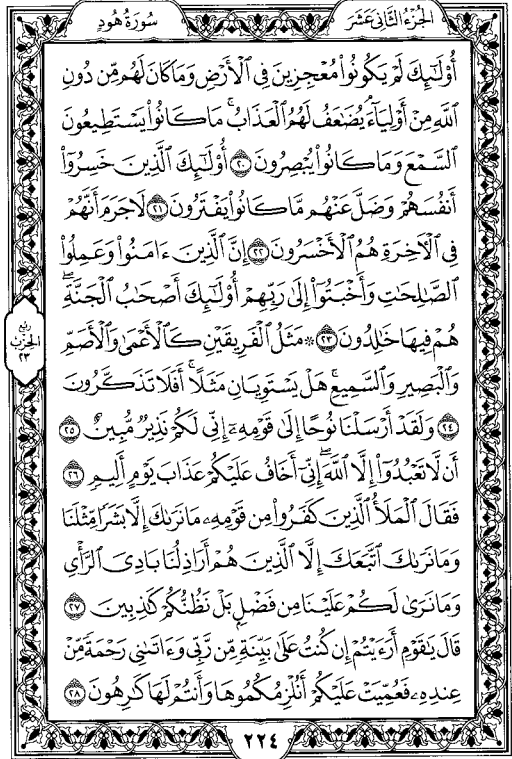 الجزء الثاني عشر
سورة هود
أُوْلَٰٓئِكَ لَمْ يَكُونُواْ مُعْجِزِينَ فِي ٱلْأَرْضِ وَمَا كَانَ لَهُم مِّن دُونِ
ٱللَّهِ مِنْ أَوْلِيَآءَۘ يُضَٰعَفُ لَهُمُ ٱلْعَذَابُۚ مَا كَانُواْ يَسْتَطِيعُونَ
ٱلسَّمْعَ وَمَا كَانُواْ يُبْصِرُونَ ٢٠ أُوْلَٰٓئِكَ ٱلَّذِينَ خَسِرُوٓاْ
أَنفُسَهُمْ وَضَلَّ عَنْهُم مَّا كَانُواْ يَفْتَرُونَ ٢١ لَا جَرَمَ أَنَّهُمْ
فِي ٱلْأٓخِرَةِ هُمُ ٱلْأَخْسَرُونَ ٢٢ إِنَّ ٱلَّذِينَ ءَامَنُواْ وَعَمِلُواْ
ٱلصَّٰلِحَٰتِ وَأَخْبَتُوٓاْ إِلَىٰ رَبِّهِمْ أُوْلَٰٓئِكَ أَصْحَٰبُ ٱلْجَنَّةِۖ
هُمْ فِيهَا خَٰلِدُونَ ٢٣ ۞ مَثَلُ ٱلْفَرِيقَيْنِ كَٱلْأَعْمَىٰ وَٱلْأَصَمِّ
وَٱلْبَصِيرِ وَٱلسَّمِيعِۚ هَلْ يَسْتَوِيَانِ مَثَلًاۚ أَفَلَا تَذَكَّرُونَ
٢٤ وَلَقَدْ أَرْسَلْنَا نُوحًا إِلَىٰ قَوْمِهِۦٓ إِنِّي لَكُمْ نَذِيرٌ مُّبِينٌ ٢٥
أَن لَّا تَعْبُدُوٓاْ إِلَّا ٱللَّهَۖ إِنِّيٓ أَخَافُ عَلَيْكُمْ عَذَابَ يَوْمٍ أَلِيمٍ ٢٦
فَقَالَ ٱلْمَلَأُ ٱلَّذِينَ كَفَرُواْ مِن قَوْمِهِۦ مَا نَرَىٰكَ إِلَّا بَشَرًا مِّثْلَنَا
وَمَا نَرَىٰكَ ٱتَّبَعَكَ إِلَّا ٱلَّذِينَ هُمْ أَرَاذِلُنَا بَادِيَ ٱلرَّأْيِ
وَمَا نَرَىٰ لَكُمْ عَلَيْنَا مِن فَضْلٍۭ بَلْ نَظُنُّكُمْ كَٰذِبِينَ ٢٧
قَالَ يَٰقَوْمِ أَرَءَيْتُمْ إِن كُنتُ عَلَىٰ بَيِّنَةٍ مِّن رَّبِّي وَءَاتَىٰنِي رَحْمَةً مِّنْ
عِندِهِۦ فَعُمِّيَتْ عَلَيْكُمْ أَنُلْزِمُكُمُوهَا وَأَنتُمْ لَهَا كَٰرِهُونَ ٢٨
ربع
الحزب
٢٣
٢٢٤